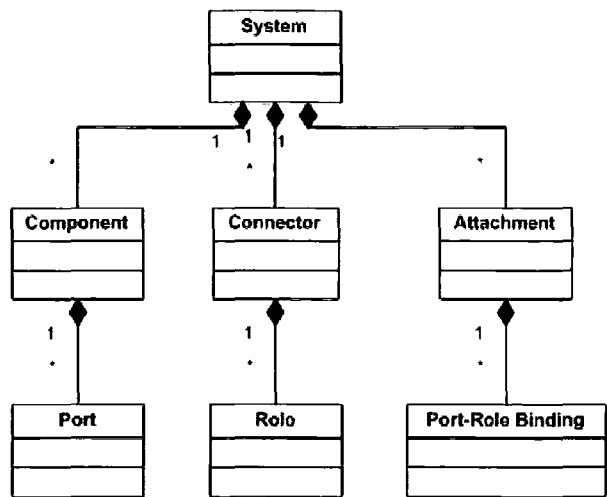 System
1 1 1
* * *
Component Connector Attachment
1 1 1
* * *
Port Role Port-Role Binding